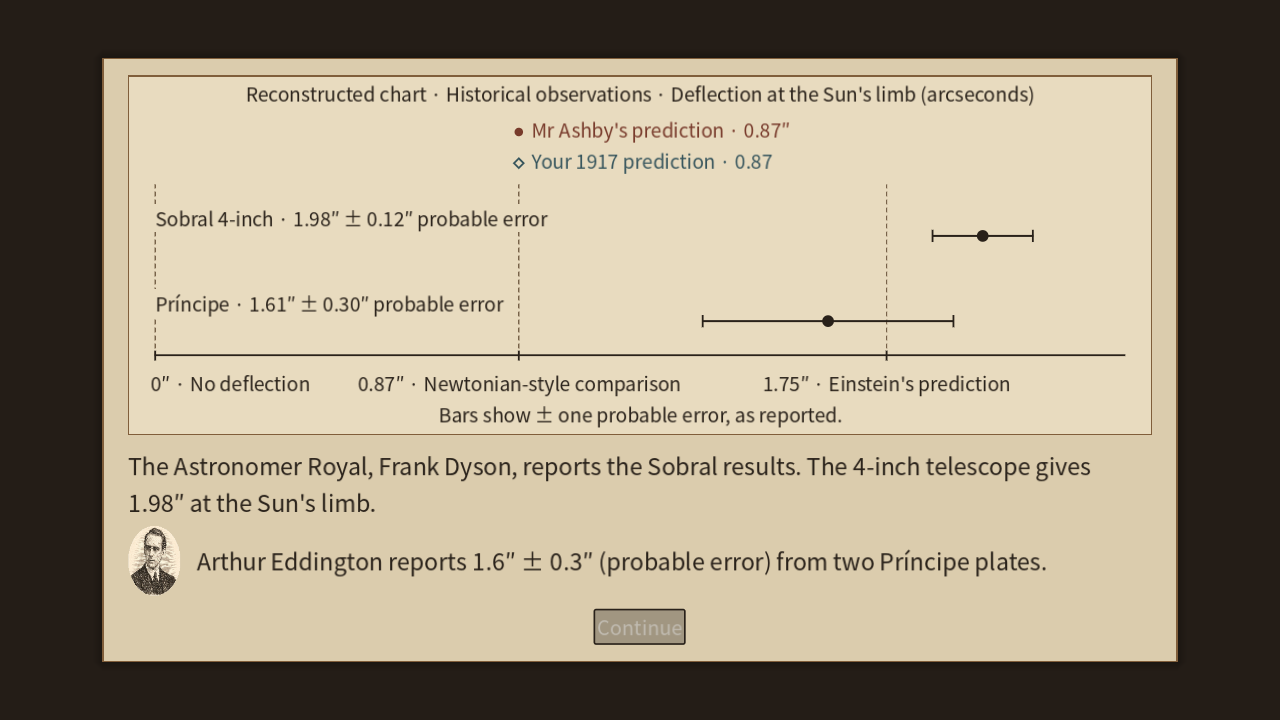 Reconstructed chart · Historical observations · Deflection at the Sun's limb (arcseconds)
Mr Ashby's prediction · 0.87″
Your 1917 prediction · 0.87
Sobral 4-inch · 1.98″ ± 0.12″ probable error
Príncipe · 1.61″ ± 0.30″ probable error
0″ · No deflection 0.87″ · Newtonian-style comparison 1.75″ · Einstein's prediction
Bars show ± one probable error, as reported.
The Astronomer Royal, Frank Dyson, reports the Sobral results. The 4-inch telescope gives
1.98″ at the Sun's limb.
Arthur Eddington reports 1.6″ ± 0.3″ (probable error) from two Príncipe plates.
Continue